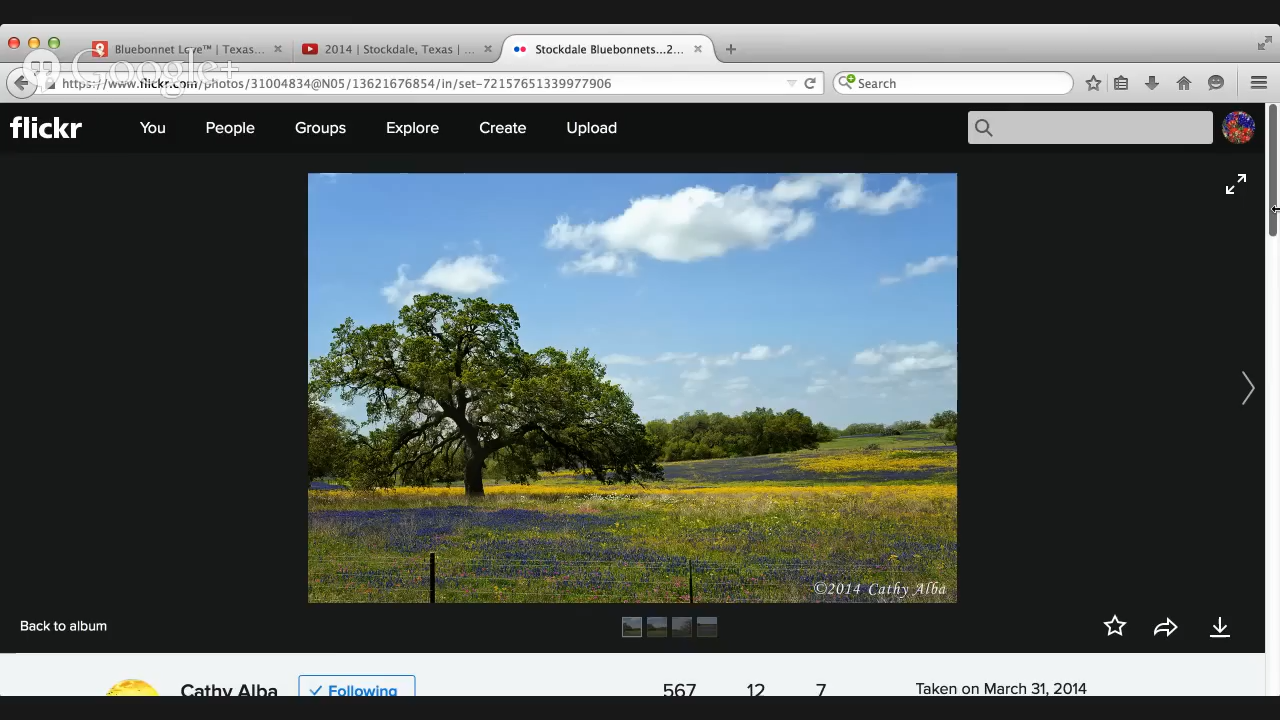 Bluebonnet Love™ | Texas...
2014 | Stockdale, Texas | ...
Stockdale Bluebonnets...2...
Google+
https://www.flickr.com/photos/31004834@N05/13621676854/in/set-72157651339977906
Search
flickr
You
People
Groups
Explore
Create
Upload
©2014 Cathy Alba
Back to album
Cathy Alba
Following
567
12
7
Taken on March 31, 2014